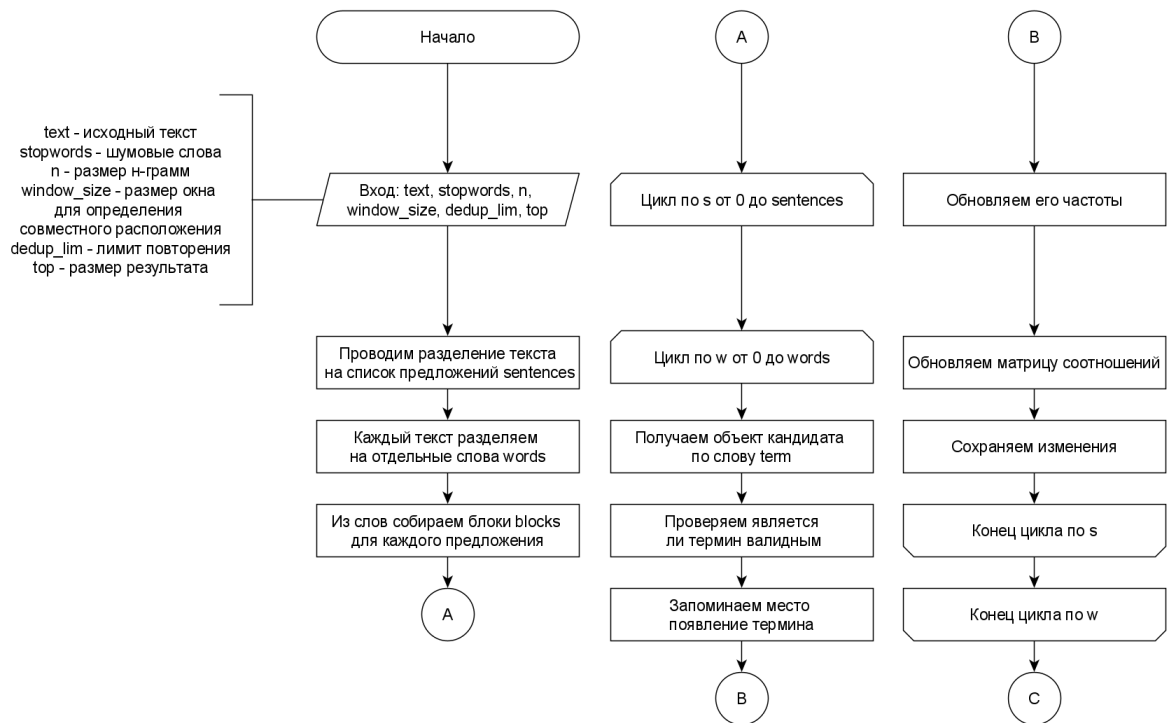 Начало
text - исходный текст
stopwords - шумовые слова
n - размер н-грамм
window_size - размер окна
для определения
совместного расположения
dedup_lim - лимит повторения
top - размер результата
Вход: text, stopwords, n,
window_size, dedup_lim, top
Проводим разделение текста
на список предложений sentences
Каждый текст разделяем
на отдельные слова words
Из слов собираем блоки blocks
для каждого предложения
A
A
Цикл по s от 0 до sentences
Цикл по w от 0 до words
Получаем объект кандидата
по слову term
Проверяем является
ли термин валидным
Запоминаем место
появление термина
B
B
Обновляем его частоты
Обновляем матрицу соотношений
Сохраняем изменения
Конец цикла по s
Конец цикла по w
C